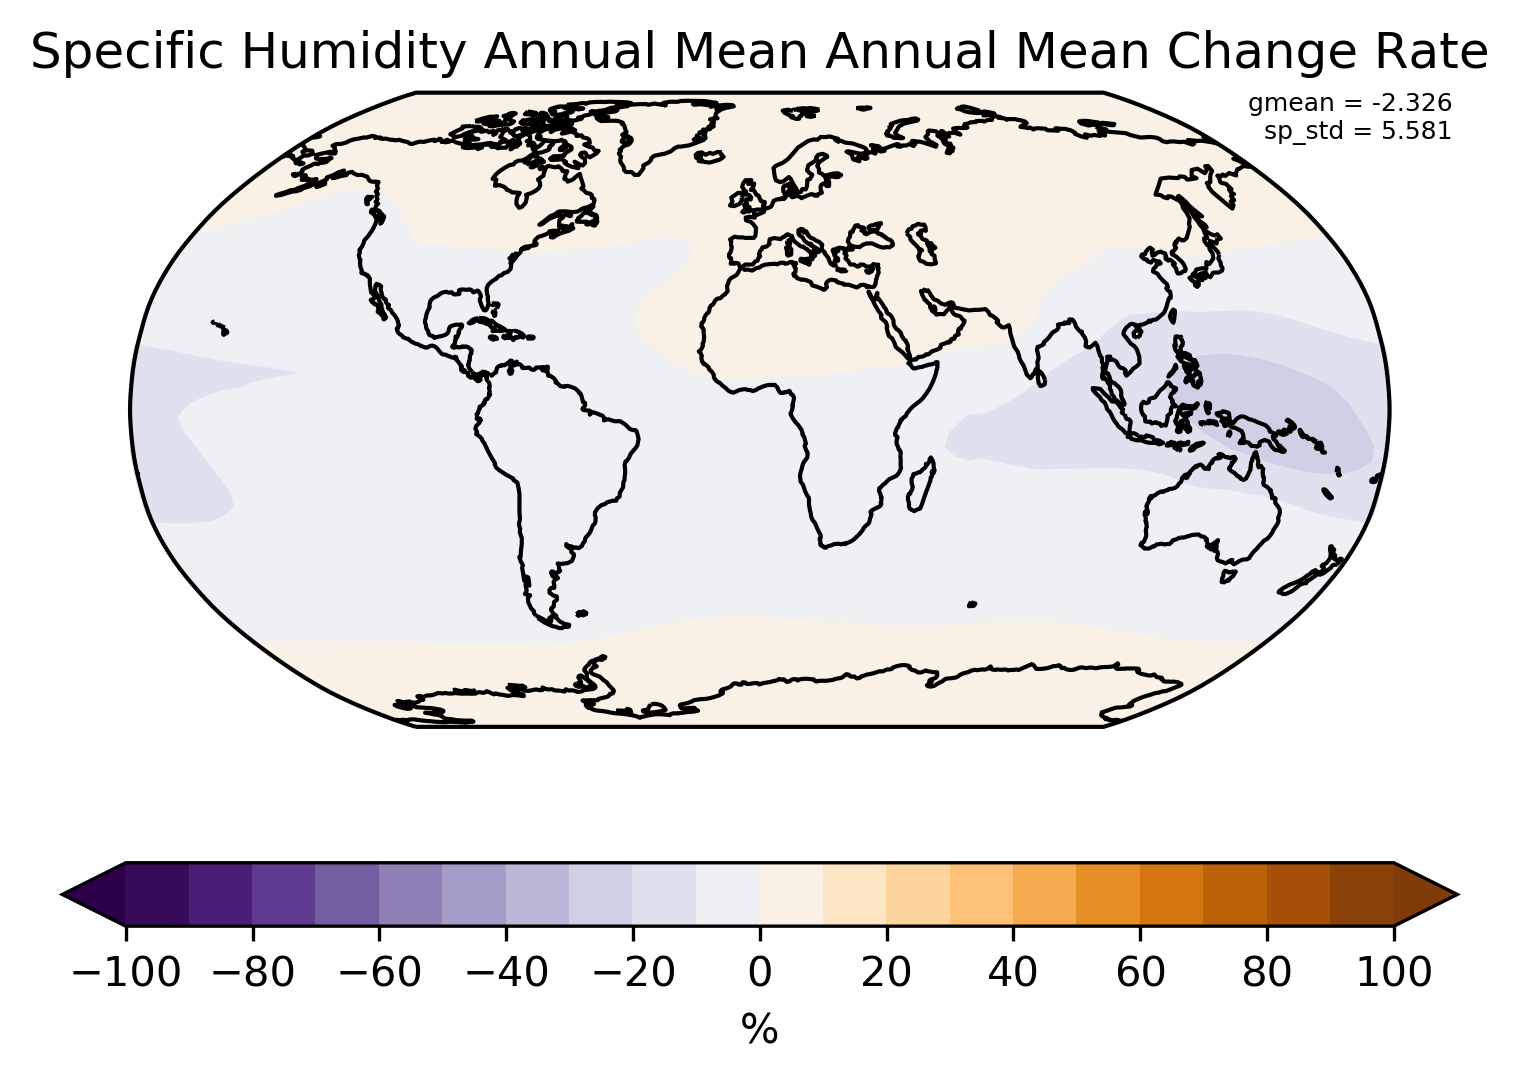 Specific Humidity Annual Mean Annual Mean Change Rate
gmean = -2.326
sp_std = 5.581
−100 −80 −60 −40 −20 0 20 40 60 80 100
%